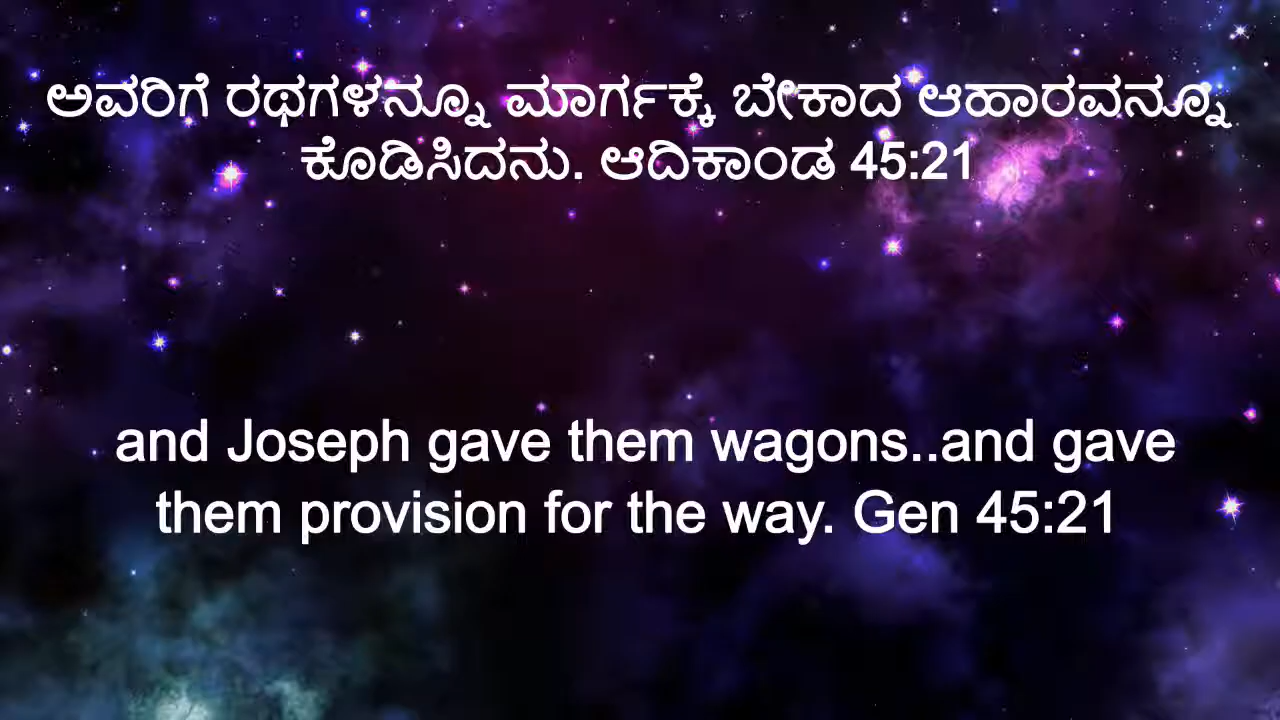 ಅವರಿಗೆ ರಥಗಳನ್ನೂ ಮಾರ್ಗಕ್ಕೆ ಬೇಕಾದ ಆಹಾರವನ್ನೂ
ಕೊಡಿಸಿದನು. ಆದಿಕಾಂಡ 45:21
and Joseph gave them wagons..and gave
them provision for the way. Gen 45:21